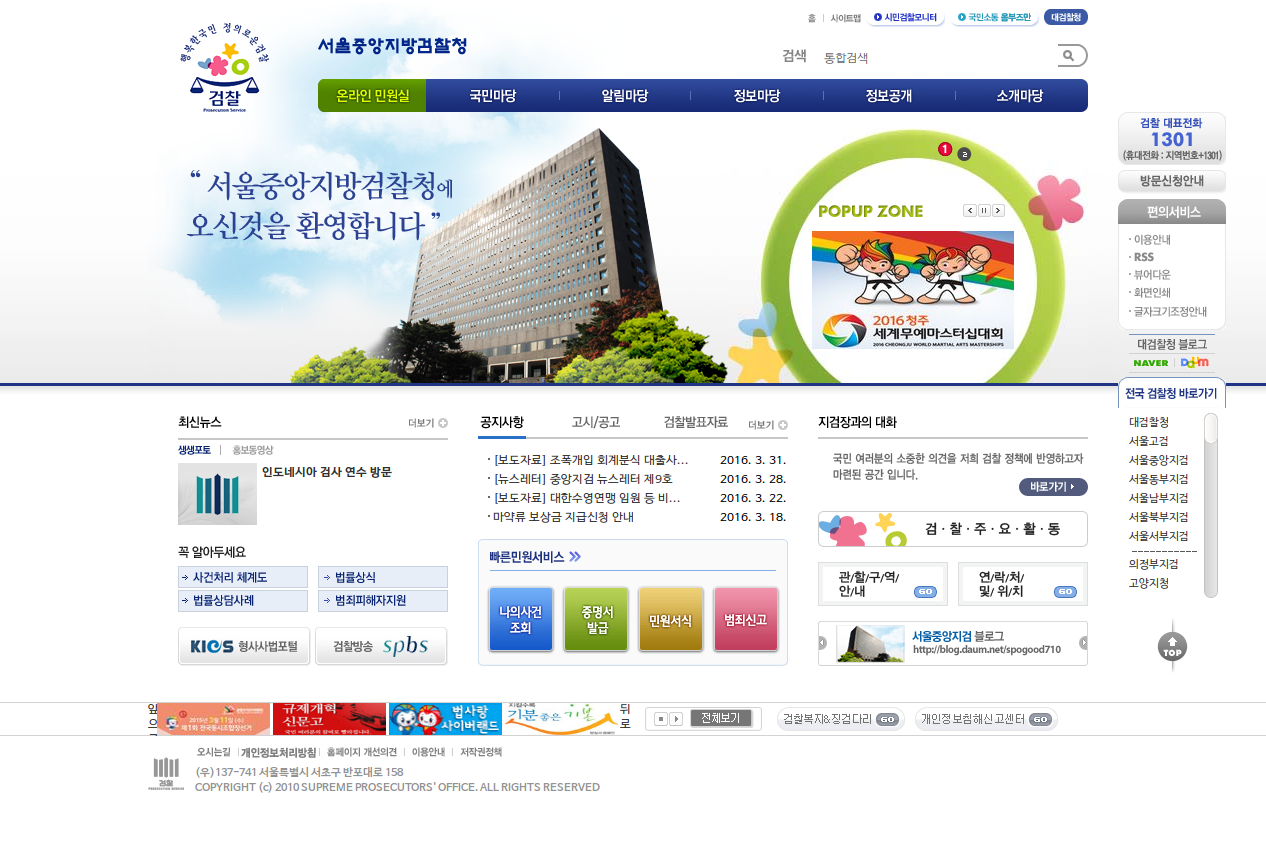 홈 사이트맵 시민검찰모니터 국민소통 옴부즈만 대검찰청
행복한국민 정의로운검찰
검찰
Prosecution Service
서울중앙지방검찰청
검색 통합검색
온라인 민원실 국민마당 알림마당 정보마당 정보공개 소개마당
검찰 대표전화
1301
(휴대전화 : 지역번호+1301)
방문신청안내
편의서비스
· 이용안내
· RSS
· 뷰어다운
· 화면인쇄
· 글자크기조정안내
대검찰청 블로그
NAVER Daum
전국 검찰청 바로가기
대검찰청
서울고검
서울중앙지검
서울동부지검
서울남부지검
서울북부지검
서울서부지검
-----------
의정부지검
고양지청
TOP
“ 서울중앙지방검찰청에
오신것을 환영합니다 ”
1 2
POPUP ZONE
2016 청주
세계무예마스터십대회
2016 CHEONGJU WORLD MARTIAL ARTS MASTERSHIPS
최신뉴스 더보기
생생포토 | 홍보동영상
인도네시아 검사 연수 방문
꼭 알아두세요
사건처리 체계도 법률상식
법률상담사례 범죄피해자지원
KICS 형사사법포털 검찰방송 spbs
공지사항 고시/공고 검찰발표자료 더보기
· [보도자료] 조폭개입 회계분식 대출사... 2016. 3. 31.
· [뉴스레터] 중앙지검 뉴스레터 제9호 2016. 3. 28.
· [보도자료] 대한수영연맹 임원 등 비... 2016. 3. 22.
· 마약류 보상금 지급신청 안내 2016. 3. 18.
빠른민원서비스
나의사건
조회
증명서
발급
민원서식
범죄신고
지검장과의 대화
국민 여러분의 소중한 의견을 저희 검찰 정책에 반영하고자
마련된 공간 입니다.
바로가기
검·찰·주·요·활·동
관/할/구/역/
안/내 GO
연/락/처/
및/ 위/치 GO
서울중앙지검 블로그
http://blog.daum.net/spogood710
앞
으
2015년 3월 11일 (수)
제1회 전국동시조합장선거
규제개혁
신문고
법사랑
사이버랜드
기분좋은 기본
뒤
로
전체보기
검찰복지&징검다리 GO
개인정보침해신고센터 GO
오시는길 | 개인정보처리방침 | 홈페이지 개선의견 | 이용안내 | 저작권정책
검찰
PROSECUTION SERVICE
(우)137-741 서울특별시 서초구 반포대로 158
COPYRIGHT (c) 2010 SUPREME PROSECUTORS' OFFICE. ALL RIGHTS RESERVED